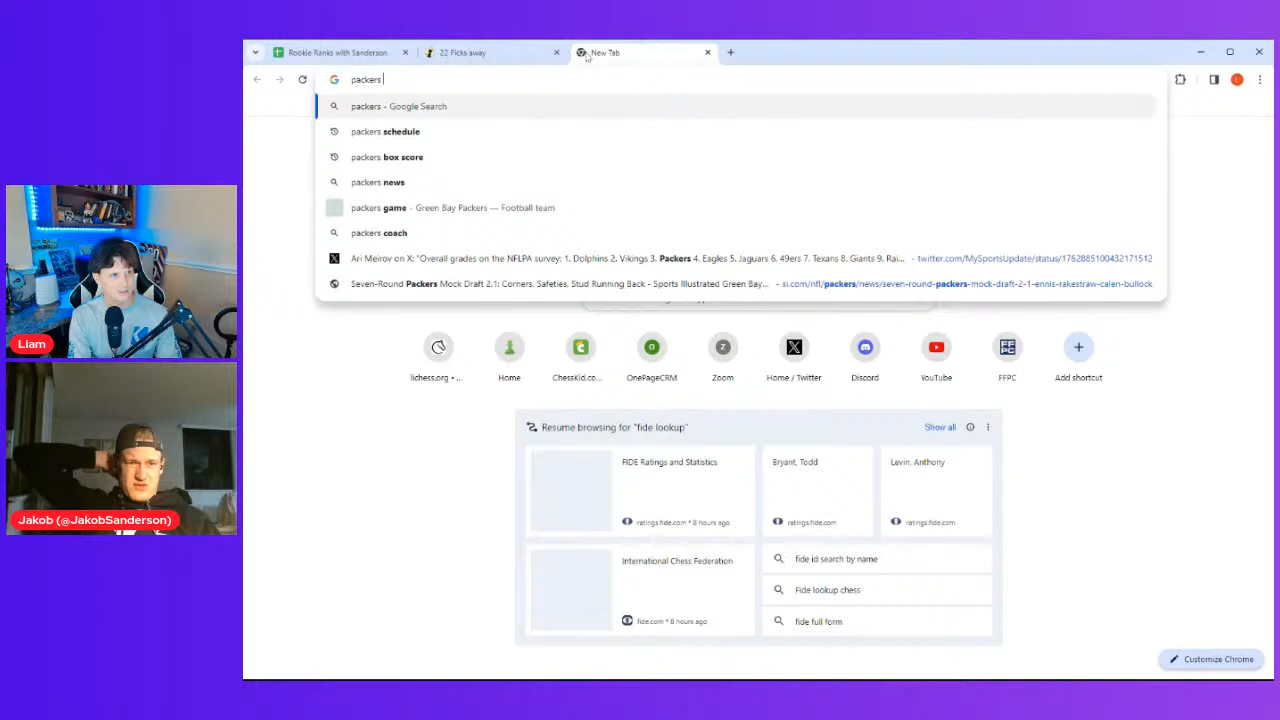 Rookie Ranks with Sanderson
22 Picks away
New Tab
packers
packers - Google Search
packers schedule
packers box score
packers news
packers game - Green Bay Packers — Football team
packers coach
Ari Meirov on X: "Overall grades on the NFLPA survey: 1. Dolphins 2. Vikings 3. Packers 4. Eagles 5. Jaguars 6. 49ers 7. Texans 8. Giants 9. Rai... - twitter.com/MySportsUpdate/status/1762885100432171512
Seven-Round Packers Mock Draft 2.1: Corners, Safeties, Stud Running Back - Sports Illustrated Green Bay... - si.com/nfl/packers/news/seven-round-packers-mock-draft-2-1-ennis-rakestraw-calen-bullock
Liam
Jakob (@JakobSanderson)
lichess.org • ...
Home
ChessKid.co...
OnePageCRM
Zoom
Home / Twitter
Discord
YouTube
FFPC
Add shortcut
Resume browsing for "fide lookup"
Show all
FIDE Ratings and Statistics
ratings.fide.com • 8 hours ago
Bryant, Todd
ratings.fide.com
Levin, Anthony
ratings.fide.com
International Chess Federation
fide.com • 8 hours ago
fide id search by name
Fide lookup chess
fide full form
Customize Chrome